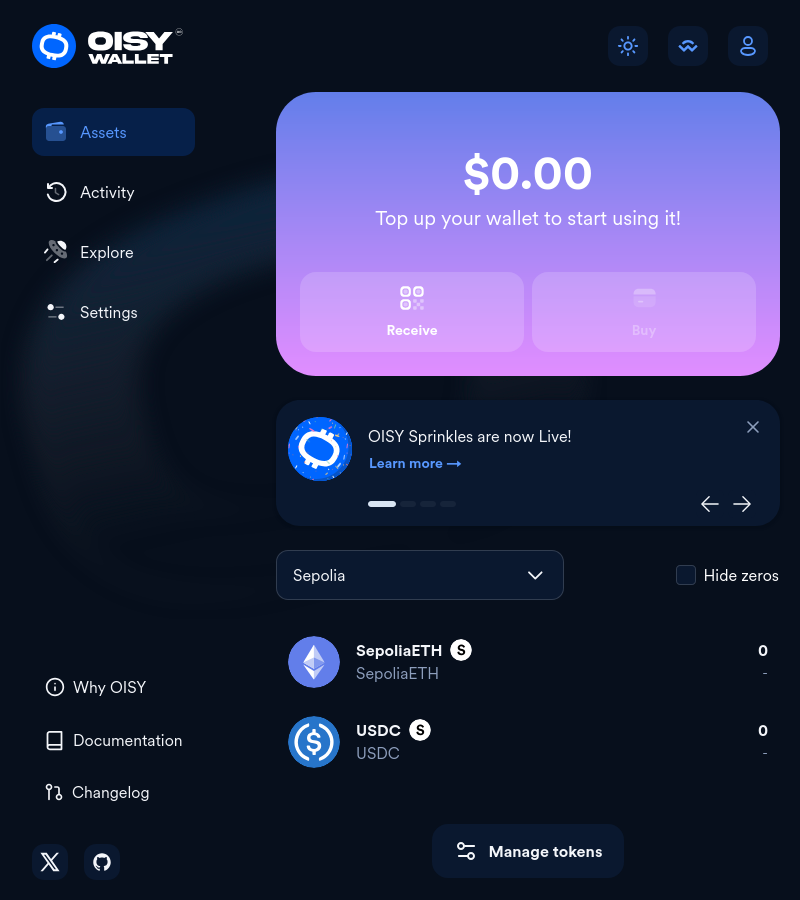 OISY
WALLET
Assets
Activity
Explore
Settings
$0.00
Top up your wallet to start using it!
Receive
Buy
OISY Sprinkles are now Live!
Learn more →
Sepolia
Hide zeros
SepoliaETH S
0
SepoliaETH
-
USDC S
0
USDC
-
Why OISY
Documentation
Changelog
Manage tokens